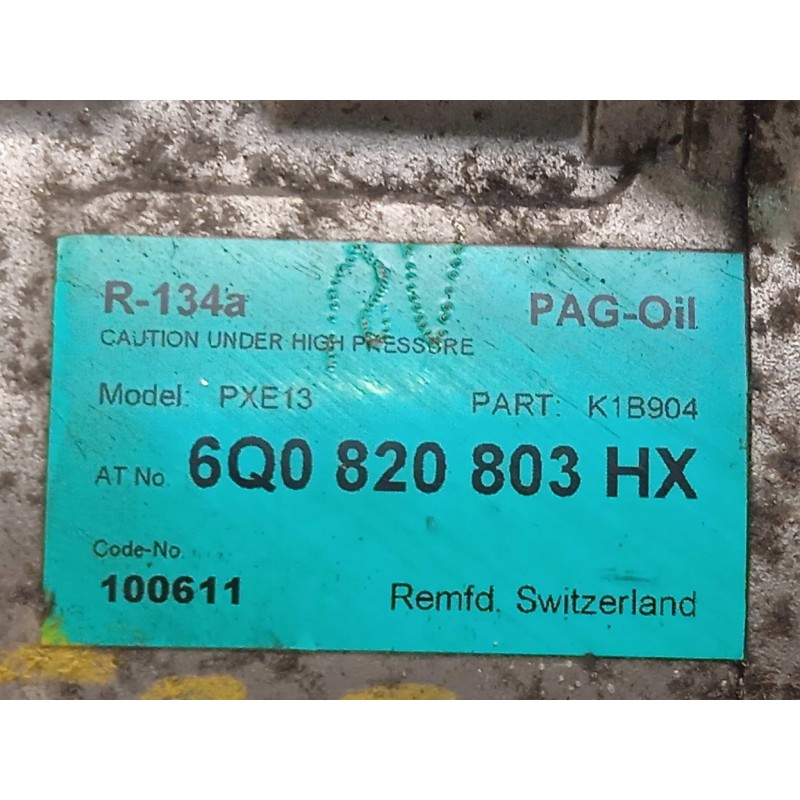 R-134a PAG-Oil
CAUTION UNDER HIGH PRESSURE
Model: PXE13 PART: K1B904
AT No. 6Q0 820 803 HX
Code-No.
100611 Remfd. Switzerland